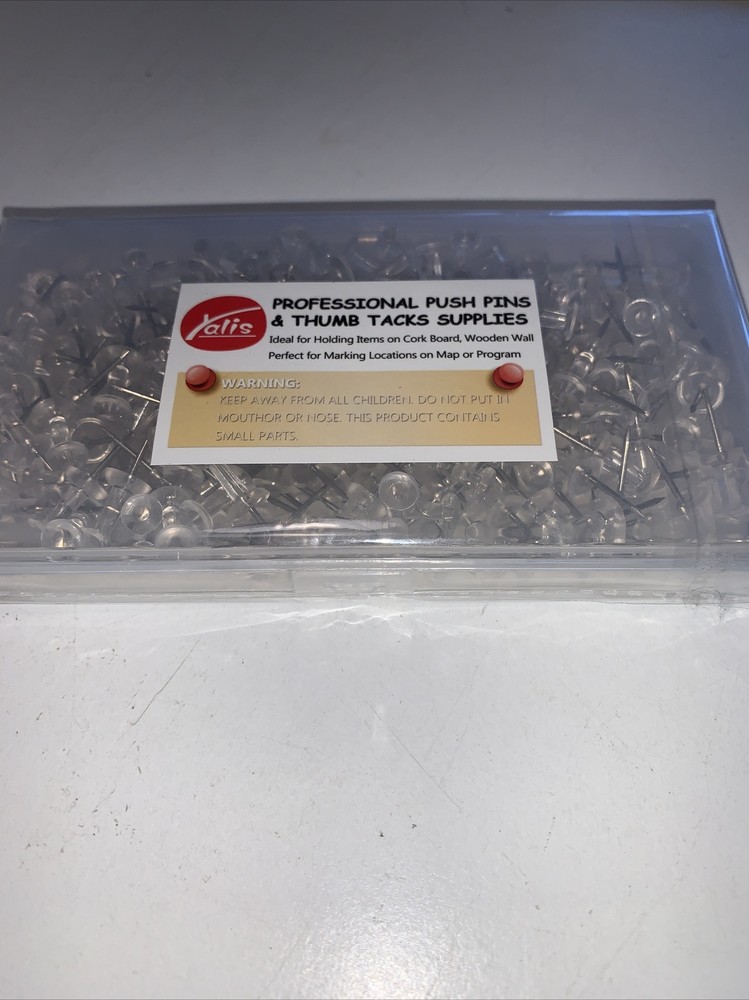 Yalis
PROFESSIONAL PUSH PINS
& THUMB TACKS SUPPLIES
Ideal for Holding Items on Cork Board, Wooden Wall
Perfect for Marking Locations on Map or Program
WARNING:
KEEP AWAY FROM ALL CHILDREN. DO NOT PUT IN
MOUTHOR OR NOSE. THIS PRODUCT CONTAINS
SMALL PARTS.